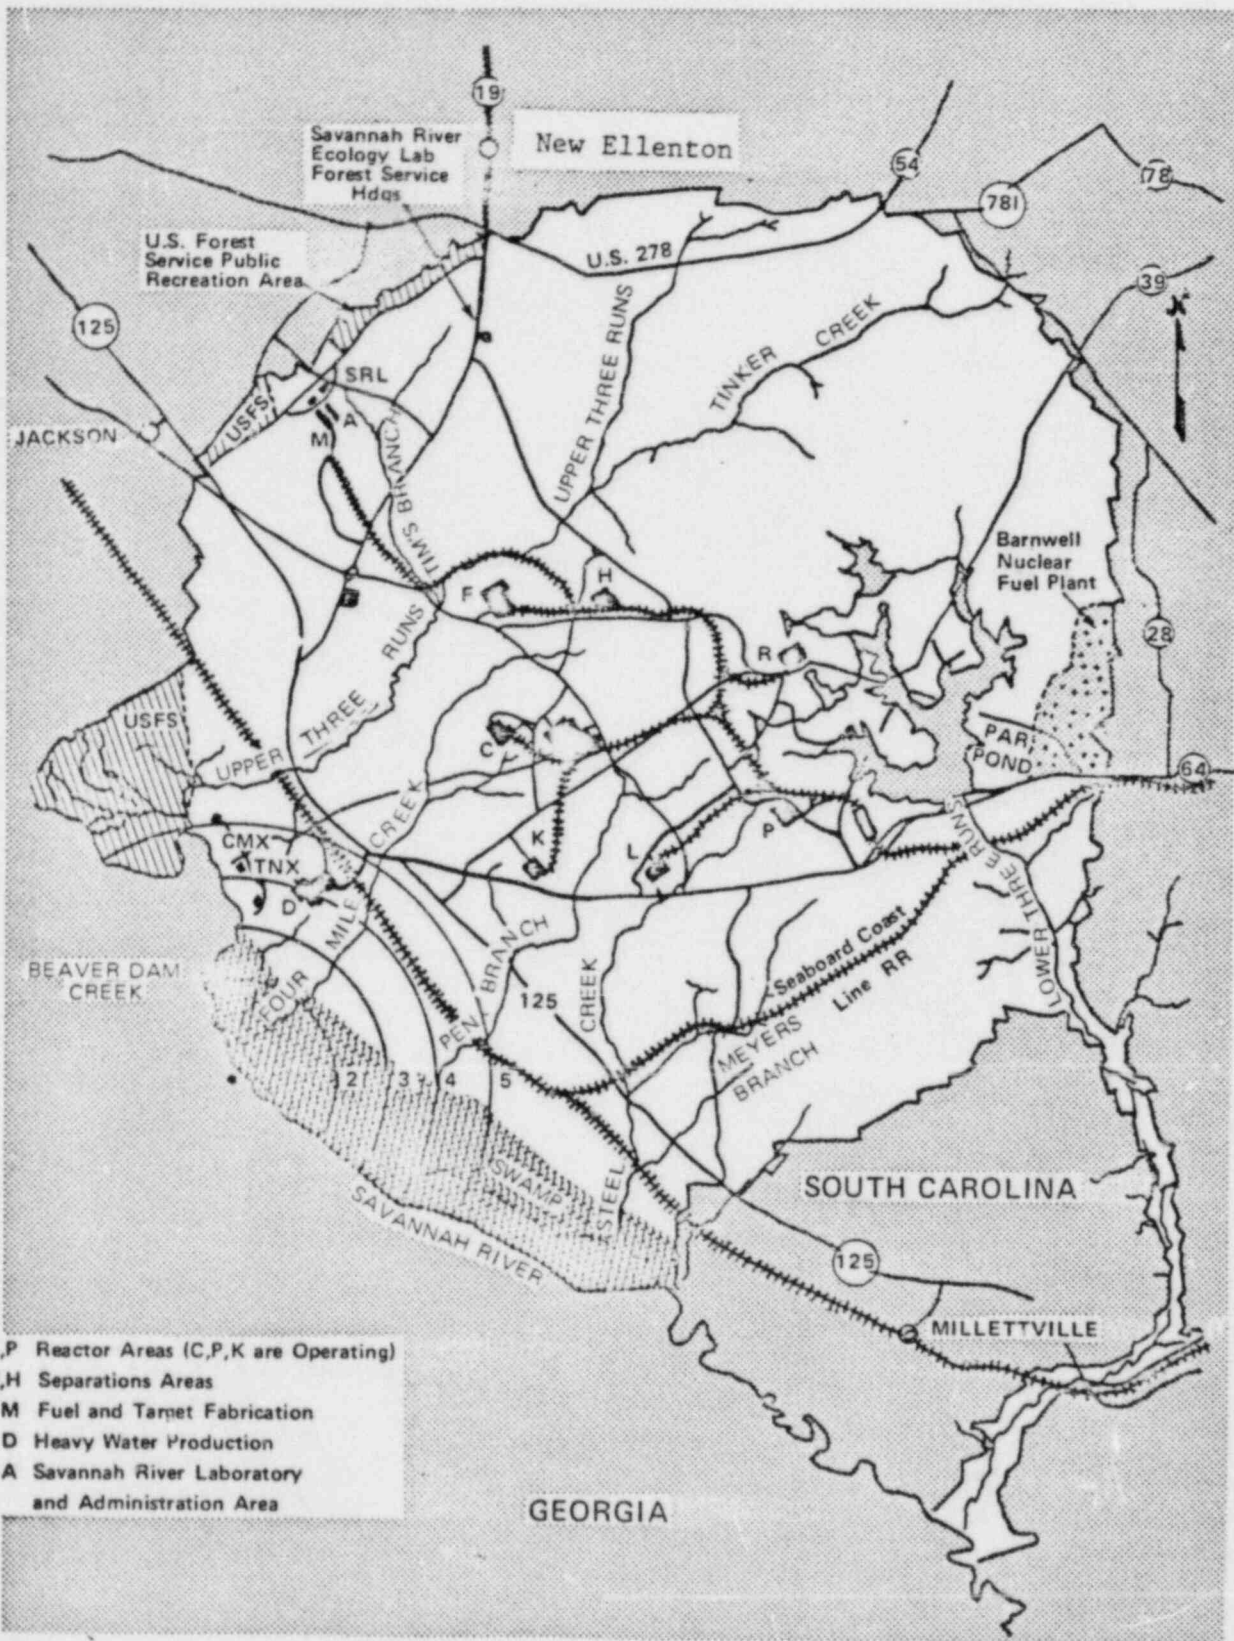 19
New Ellenton
Savannah River
Ecology Lab
Forest Service
Hdqs
54
78
781
U.S. Forest
Service Public
Recreation Area
U.S. 278
39
N
125
UPPER THREE RUNS
TINKER CREEK
SRL
USFS
A
M
JACKSON
TIM'S BRANCH
Barnwell
Nuclear
Fuel Plant
F
H
28
R
USFS
UPPER THREE RUNS
C
PAR
POND
64
CMX
TNX
D
K
L
P
FOUR MILE CREEK
LOWER THREE RUNS
BEAVER DAM
CREEK
PEN BRANCH
125
STEEL CREEK
Seaboard Coast
Line RR
MEYERS
BRANCH
2
3
4
5
SWAMP
SAVANNAH RIVER
SOUTH CAROLINA
125
MILLETTVILLE
,P Reactor Areas (C,P,K are Operating)
,H Separations Areas
M Fuel and Tarnet Fabrication
D Heavy Water Production
A Savannah River Laboratory
and Administration Area
GEORGIA